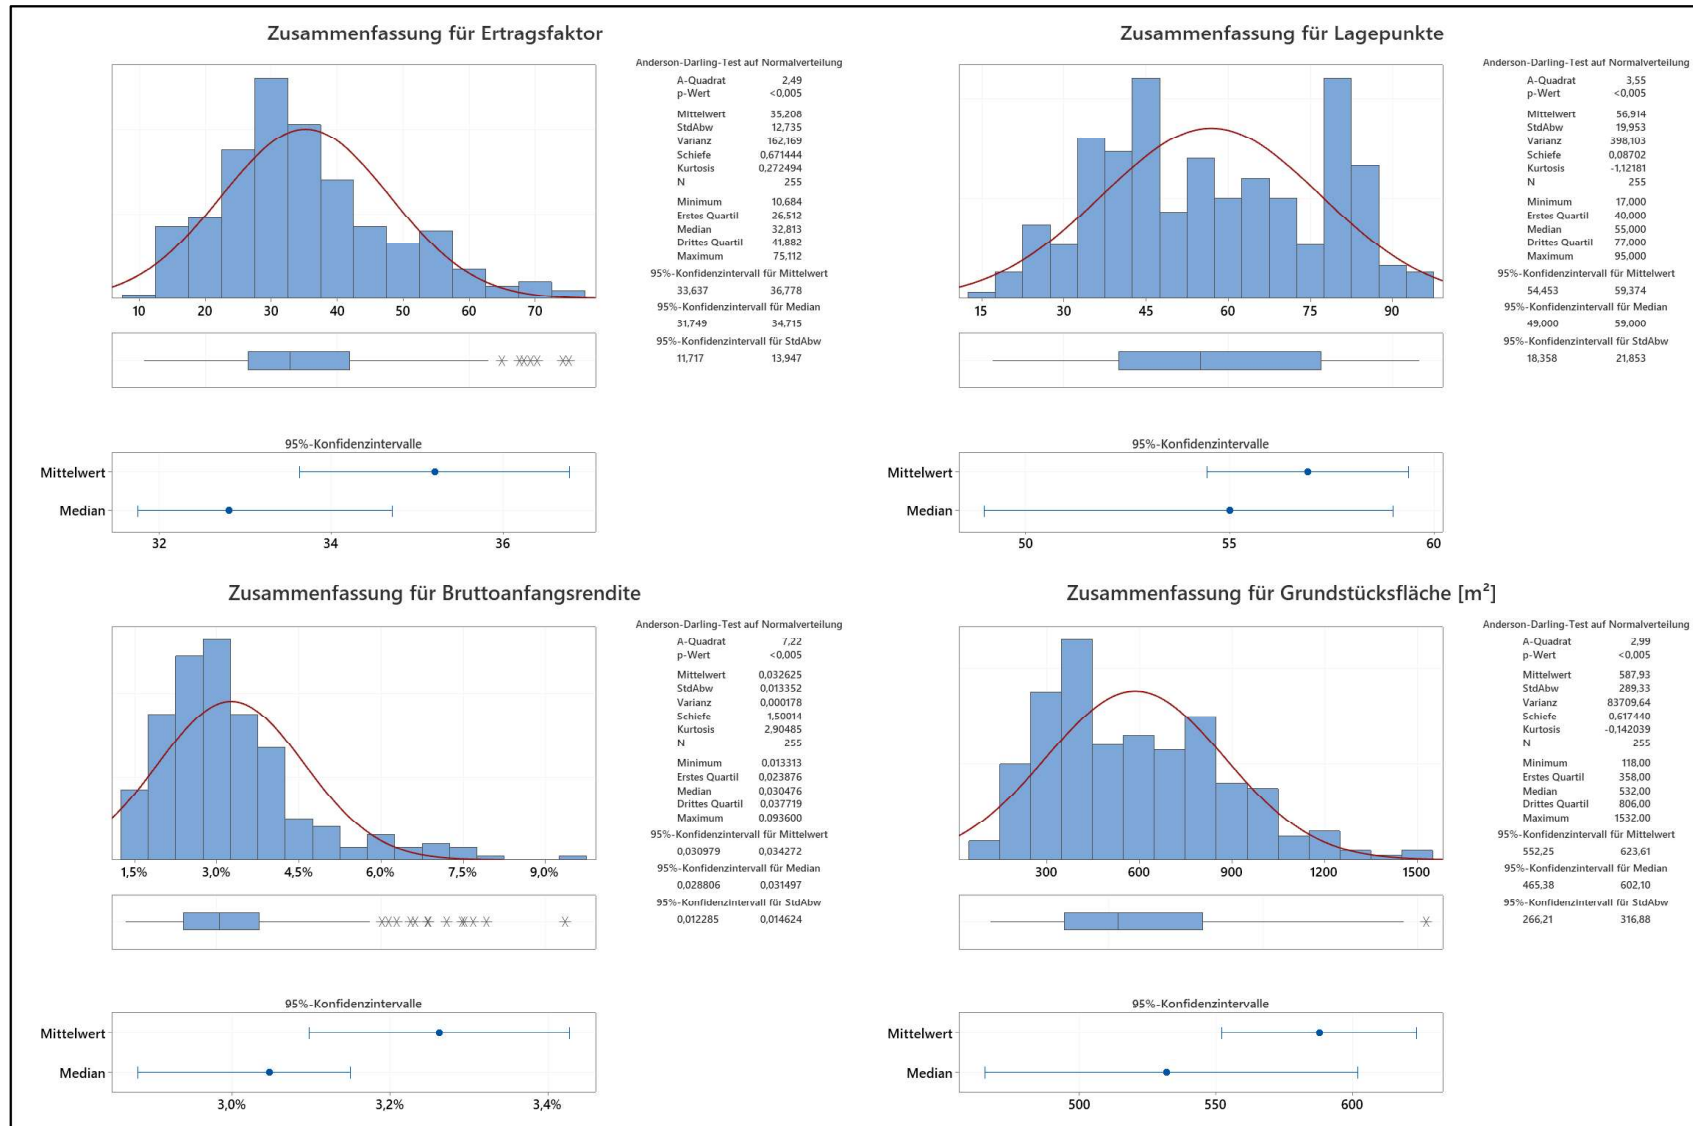 Zusammenfassung für Ertragsfaktor
Anderson-Darling-Test auf Normalverteilung
A-Quadrat 2,49
p-Wert <0,005
Mittelwert 35,208
StdAbw 12,735
Varianz 162,169
Schiefe 0,671444
Kurtosis 0,272494
N 255
Minimum 10,684
Erstes Quartil 26,512
Median 32,813
Drittes Quartil 41,882
Maximum 75,112
95%-Konfidenzintervall für Mittelwert
33,637 36,778
95%-Konfidenzintervall für Median
31,749 34,715
95%-Konfidenzintervall für StdAbw
11,717 13,947
10 20 30 40 50 60 70
95%-Konfidenzintervalle
Mittelwert
Median
32 34 36
Zusammenfassung für Lagepunkte
Anderson-Darling-Test auf Normalverteilung
A-Quadrat 3,55
p-Wert <0,005
Mittelwert 56,914
StdAbw 19,953
Varianz 398,103
Schiefe 0,08702
Kurtosis -1,12181
N 255
Minimum 17,000
Erstes Quartil 40,000
Median 55,000
Drittes Quartil 77,000
Maximum 95,000
95%-Konfidenzintervall für Mittelwert
54,453 59,374
95%-Konfidenzintervall für Median
49,000 59,000
95%-Konfidenzintervall für StdAbw
18,358 21,853
15 30 45 60 75 90
95%-Konfidenzintervalle
Mittelwert
Median
50 55 60
Zusammenfassung für Bruttoanfangsrendite
Anderson-Darling-Test auf Normalverteilung
A-Quadrat 7,22
p-Wert <0,005
Mittelwert 0,032625
StdAbw 0,013352
Varianz 0,000178
Schiefe 1,50014
Kurtosis 2,90485
N 255
Minimum 0,013313
Erstes Quartil 0,023876
Median 0,030476
Drittes Quartil 0,037719
Maximum 0,093600
95%-Konfidenzintervall für Mittelwert
0,030979 0,034272
95%-Konfidenzintervall für Median
0,028806 0,031497
95%-Konfidenzintervall für StdAbw
0,012285 0,014624
1,5% 3,0% 4,5% 6,0% 7,5% 9,0%
95%-Konfidenzintervalle
Mittelwert
Median
3,0% 3,2% 3,4%
Zusammenfassung für Grundstücksfläche [m²]
Anderson-Darling-Test auf Normalverteilung
A-Quadrat 2,99
p-Wert <0,005
Mittelwert 587,93
StdAbw 289,33
Varianz 83709,64
Schiefe 0,617440
Kurtosis -0,142039
N 255
Minimum 118,00
Erstes Quartil 358,00
Median 532,00
Drittes Quartil 806,00
Maximum 1532,00
95%-Konfidenzintervall für Mittelwert
552,25 623,61
95%-Konfidenzintervall für Median
465,38 602,10
95%-Konfidenzintervall für StdAbw
266,21 316,88
300 600 900 1200 1500
95%-Konfidenzintervalle
Mittelwert
Median
500 550 600